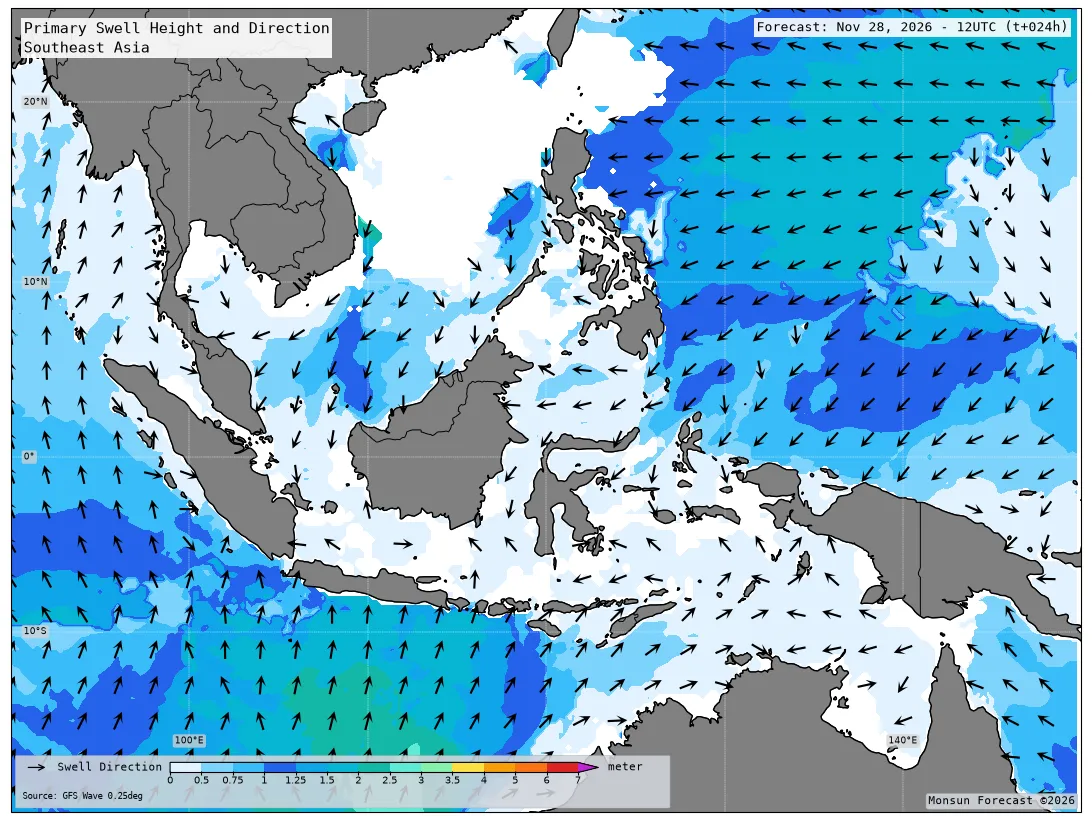 Primary Swell Height and Direction
Southeast Asia
Forecast: Nov 28, 2026 - 12UTC (t+024h)
20°N
10°N
0°
10°S
100°E
140°E
Swell Direction
0 0.5 0.75 1 1.25 1.5 2 2.5 3 3.5 4 5 6 7
meter
Source: GFS Wave 0.25deg
Monsun Forecast ©2026